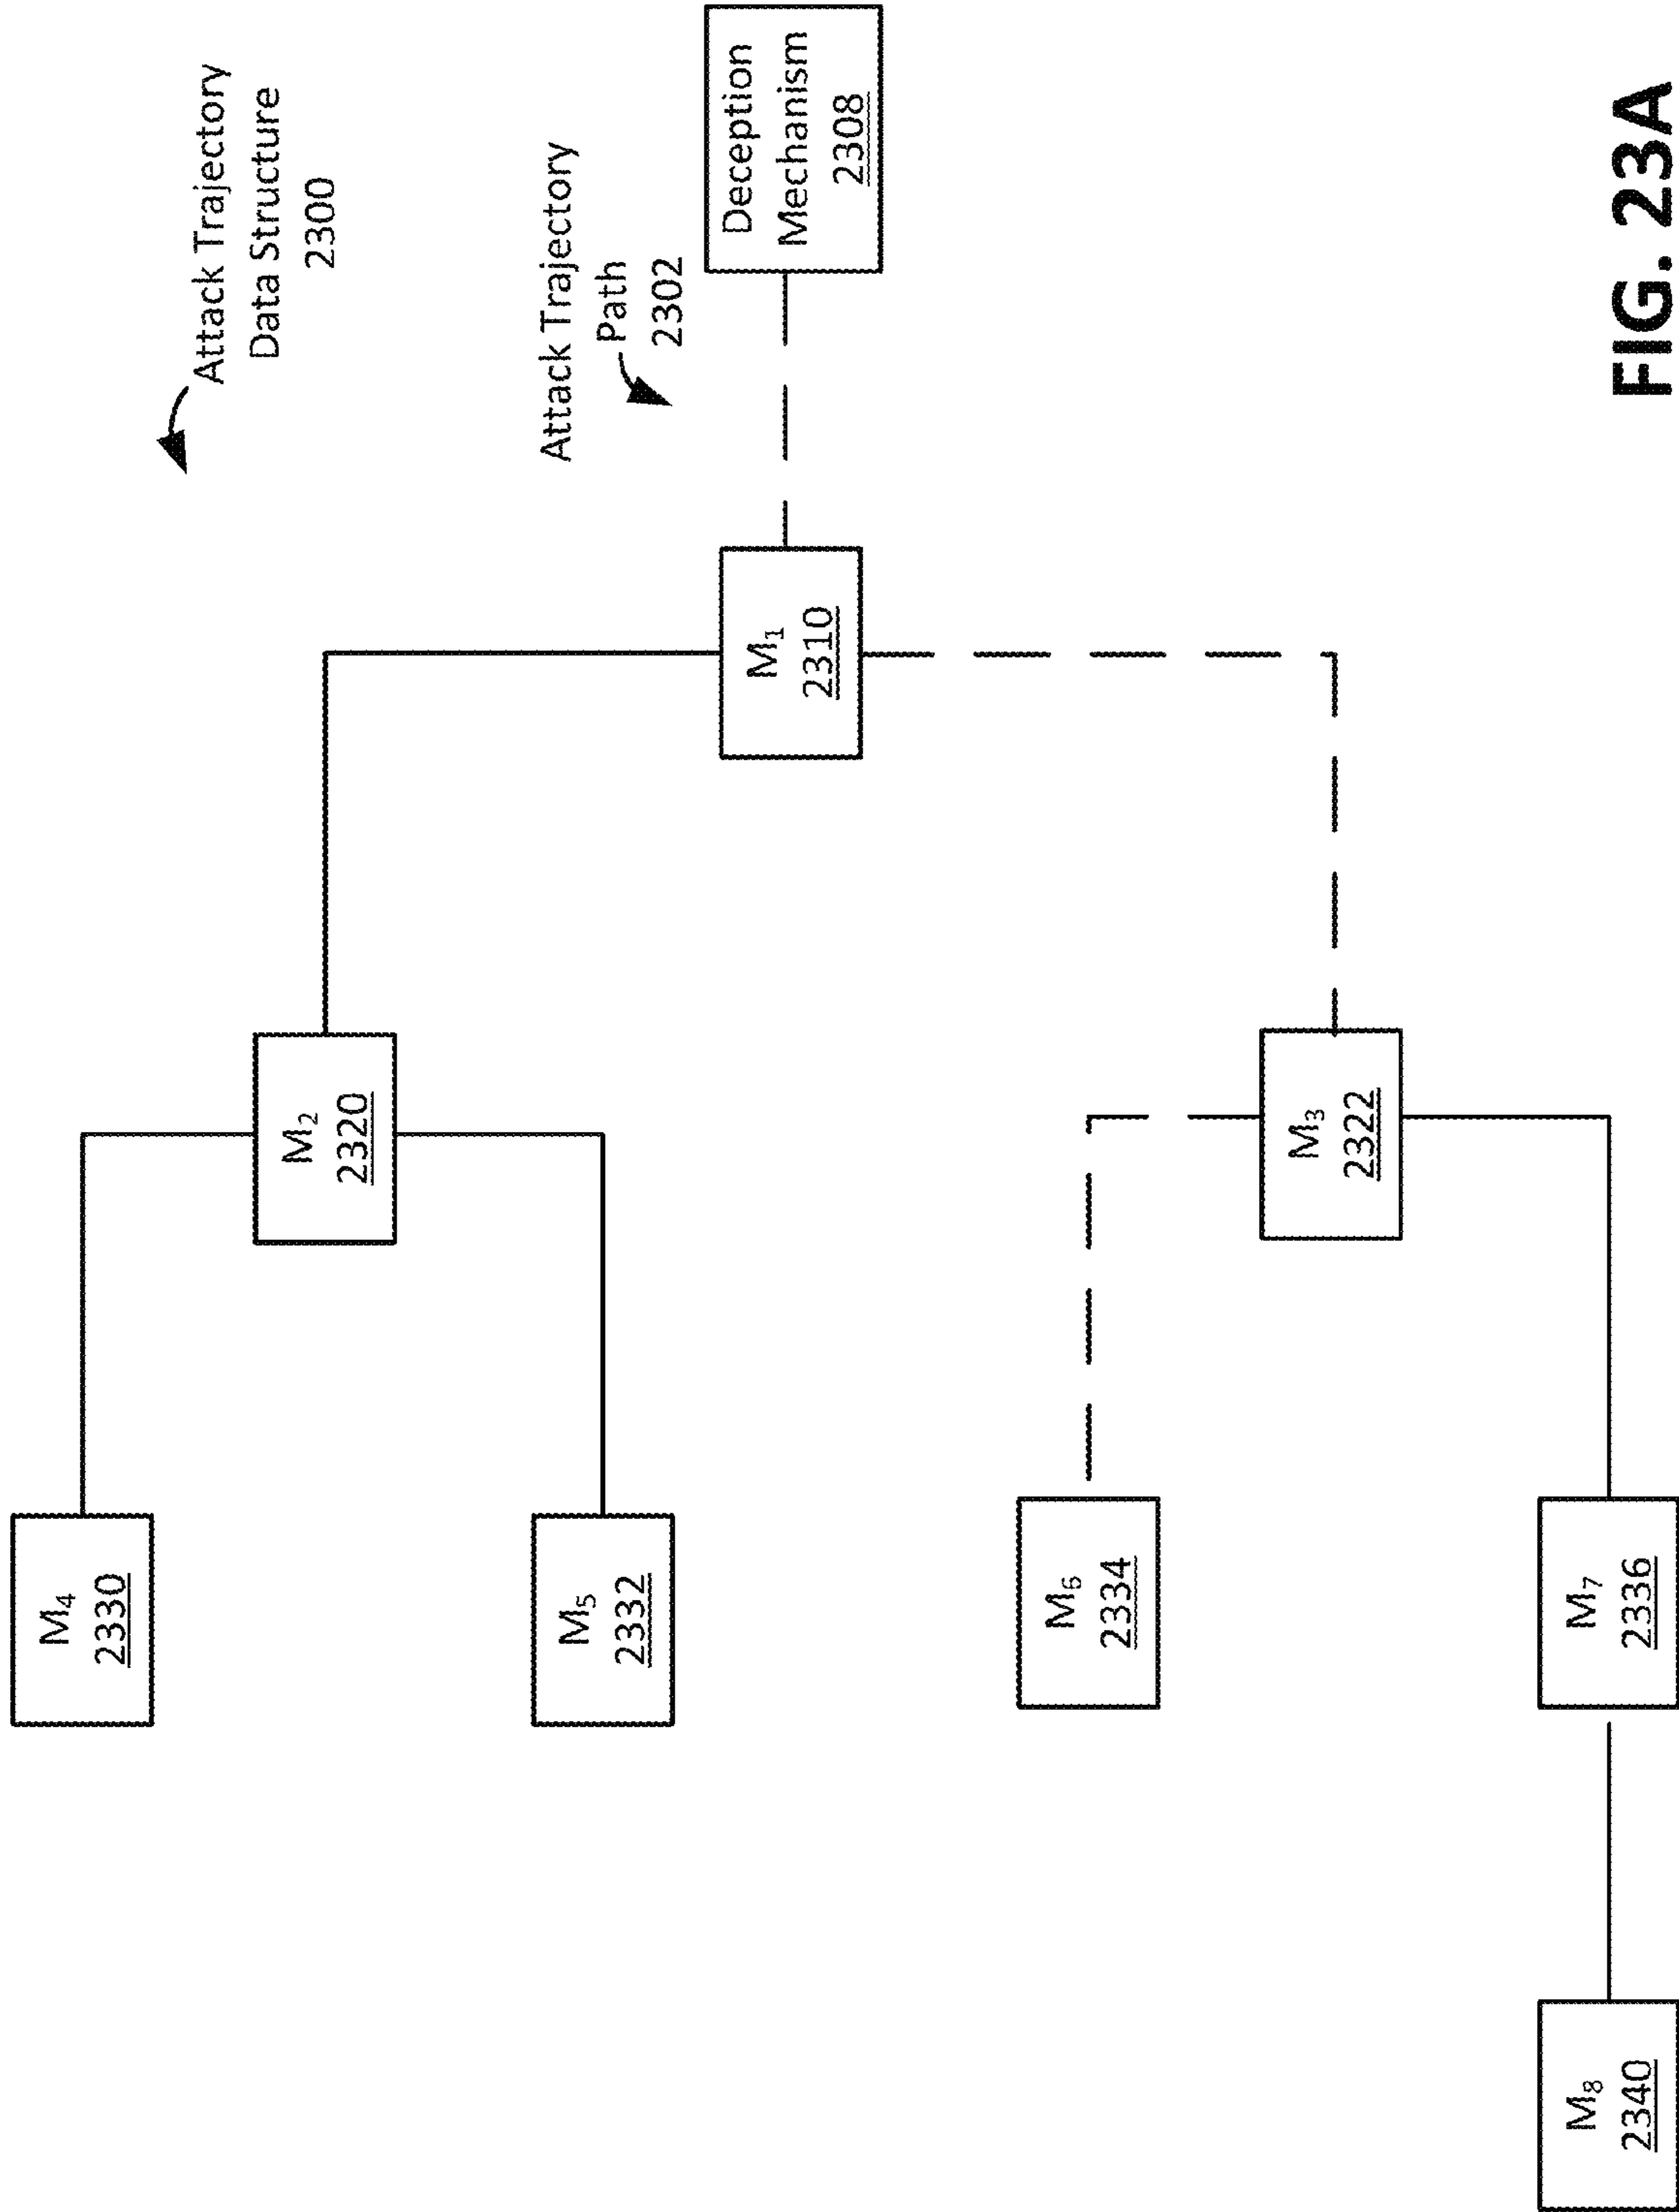 Attack Trajectory
Data Structure
2300
Attack Trajectory
Path
2302
Deception
Mechanism
2308
M₁
2310
M₂
2320
M₃
2322
M₄
2330
M₅
2332
M₆
2334
M₇
2336
M₈
2340
FIG. 23A